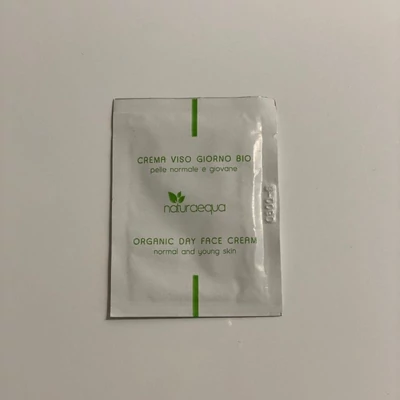 CREMA VISO GIORNO BIO
pelle normale e giovane
naturaequa
ORGANIC DAY FACE CREAM
normal and young skin